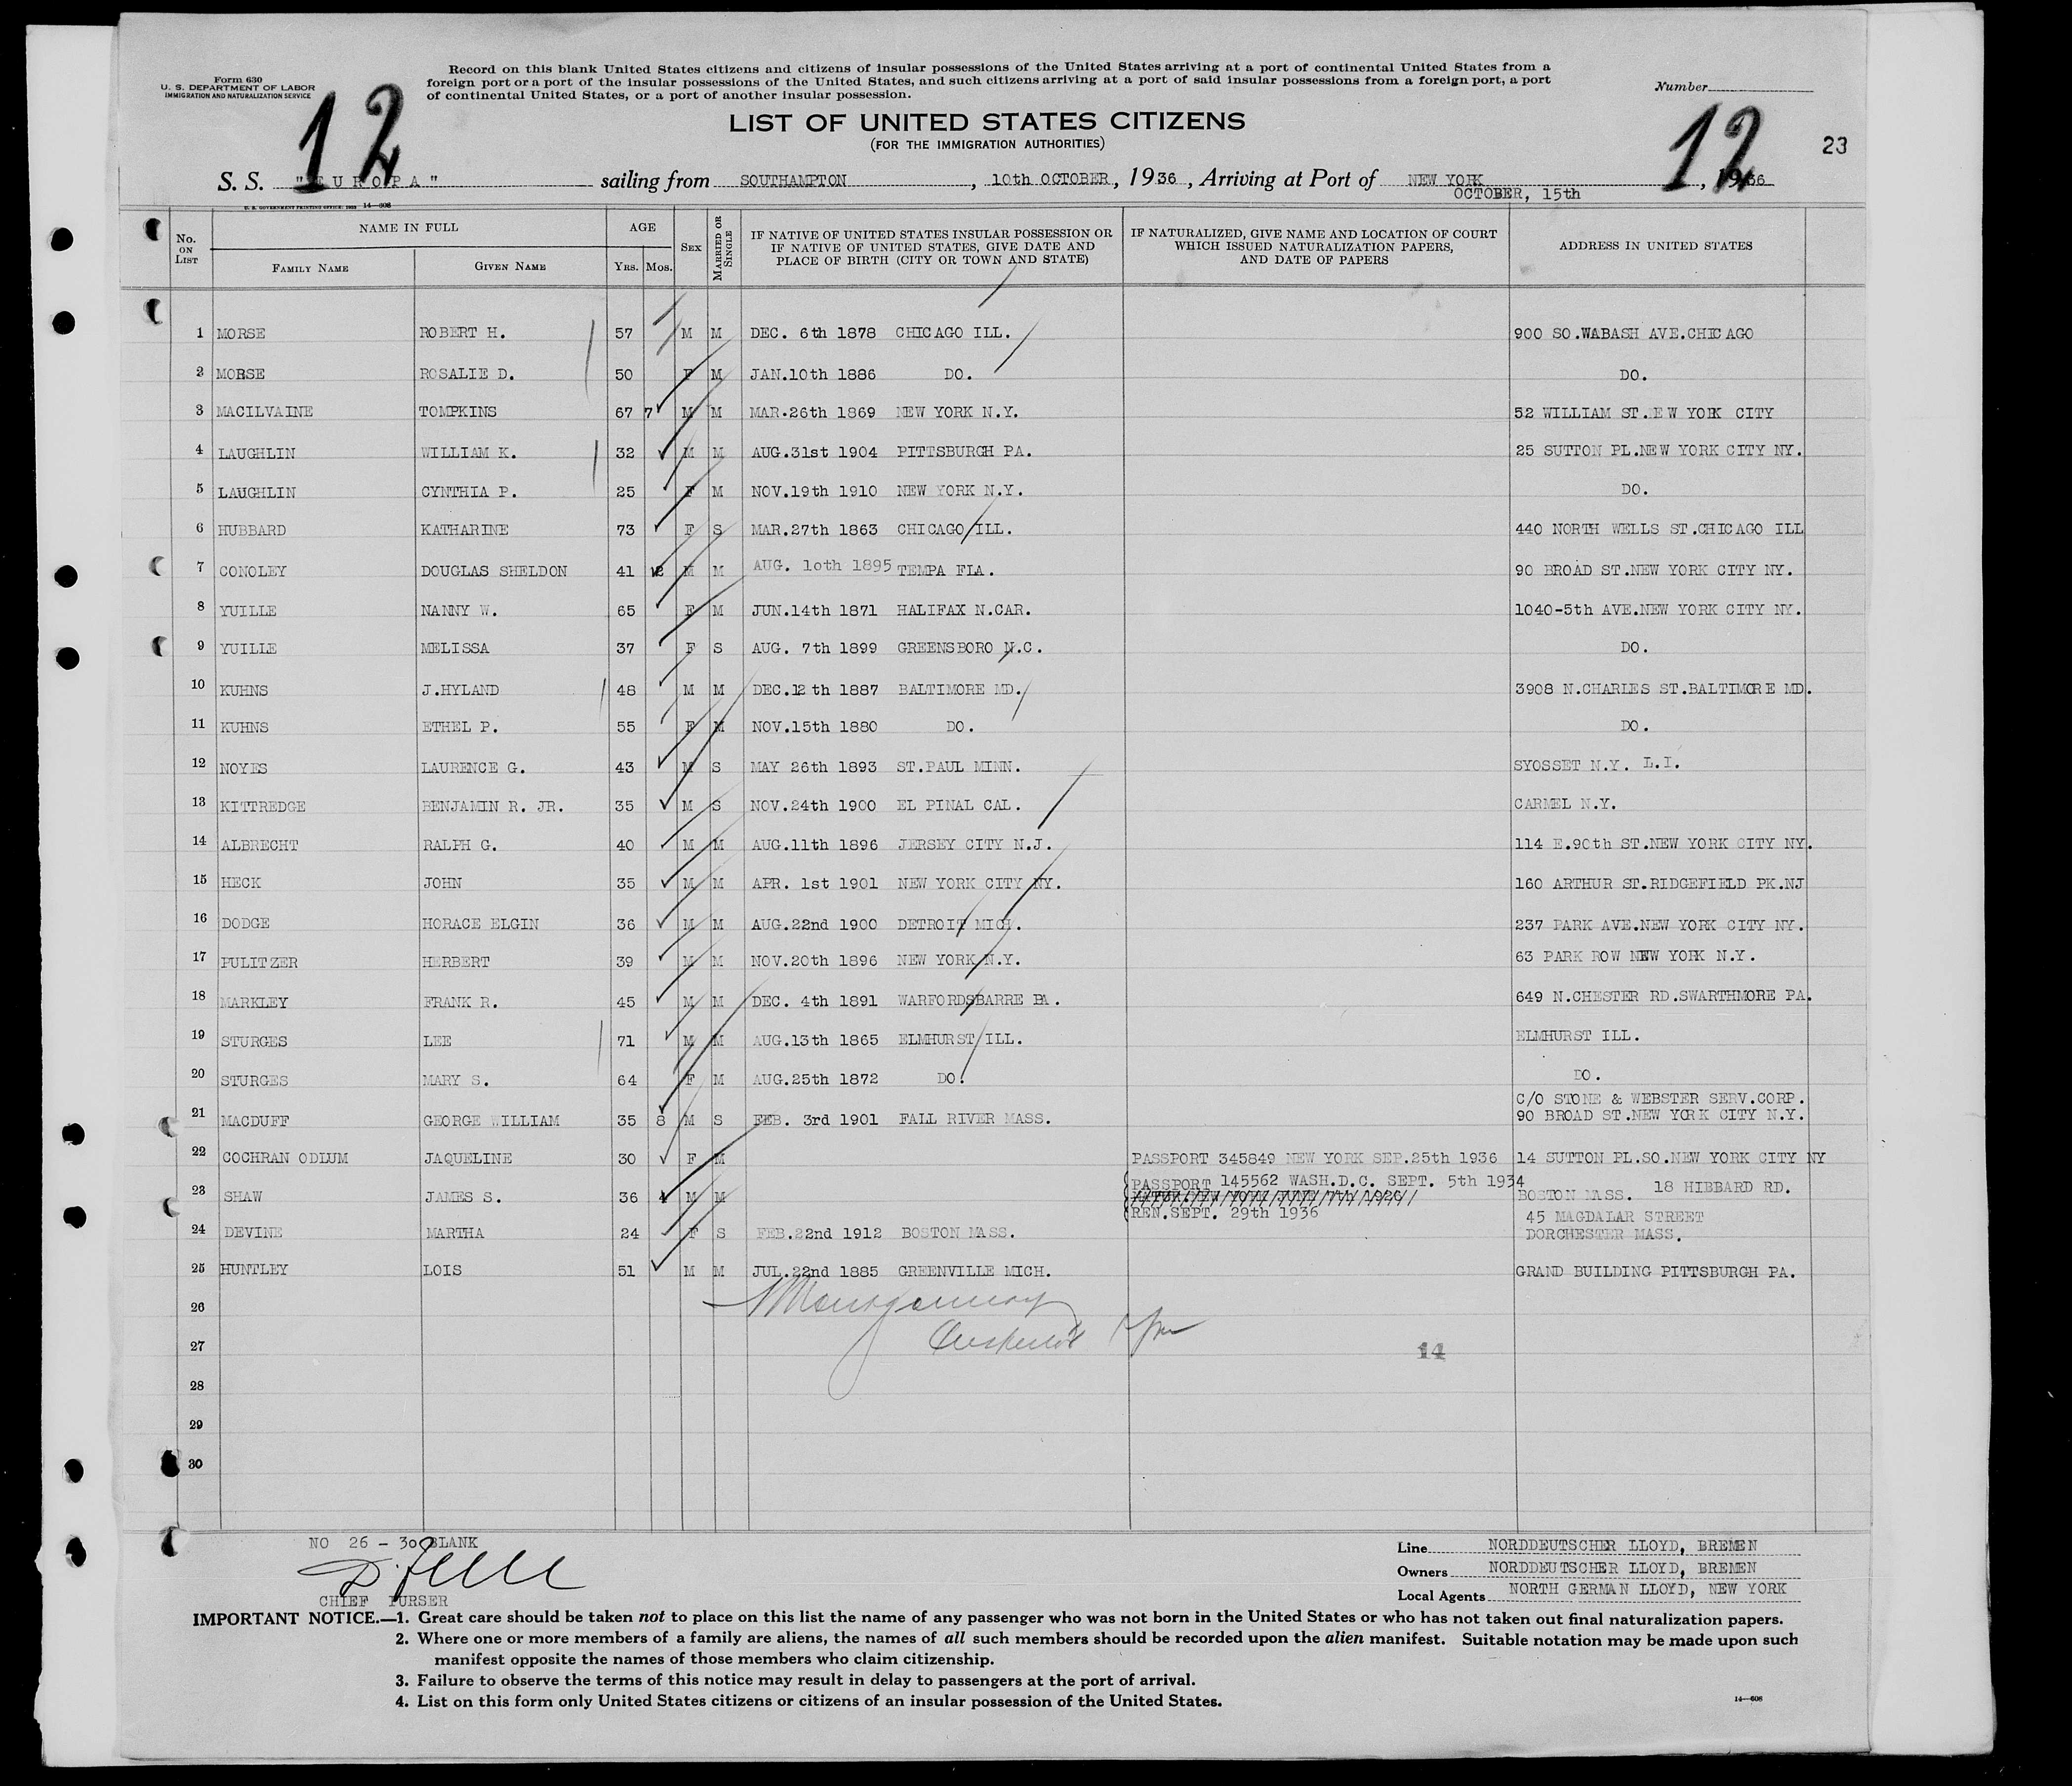 Form 630
U. S. DEPARTMENT OF LABOR
IMMIGRATION AND NATURALIZATION SERVICE
Record on this blank United States citizens and citizens of insular possessions of the United States arriving at a port of continental United States from a
foreign port or a port of the insular possessions of the United States, and such citizens arriving at a port of said insular possessions from a foreign port, a port
of continental United States, or a port of another insular possession.
Number
12
12
23
LIST OF UNITED STATES CITIZENS
(FOR THE IMMIGRATION AUTHORITIES)
S. S. "EUROPA" sailing from SOUTHAMPTON, 10th OCTOBER, 1936, Arriving at Port of NEW YORK OCTOBER, 15th, 1936
U. S. GOVERNMENT PRINTING OFFICE: 1935 14—608
No. ON LIST NAME IN FULL AGE SEX MARRIED OR SINGLE IF NATIVE OF UNITED STATES INSULAR POSSESSION OR IF NATIVE OF UNITED STATES, GIVE DATE AND PLACE OF BIRTH (CITY OR TOWN AND STATE) IF NATURALIZED, GIVE NAME AND LOCATION OF COURT WHICH ISSUED NATURALIZATION PAPERS, AND DATE OF PAPERS ADDRESS IN UNITED STATES
FAMILY NAME GIVEN NAME YRS. MOS.
1 MORSE ROBERT H. 57 M M DEC. 6th 1878 CHICAGO ILL. 900 SO.WABASH AVE.CHICAGO
2 MORSE ROSALIE D. 50 F M JAN.10th 1886 DO. DO.
3 MACILVAINE TOMPKINS 67 7 M M MAR.26th 1869 NEW YORK N.Y. 52 WILLIAM ST.EW YORK CITY
4 LAUGHLIN WILLIAM K. 32 M M AUG.31st 1904 PITTSBURGH PA. 25 SUTTON PL.NEW YORK CITY NY.
5 LAUGHLIN CYNTHIA P. 25 F M NOV.19th 1910 NEW YORK N.Y. DO.
6 HUBBARD KATHARINE 73 F S MAR.27th 1863 CHICAGO ILL. 440 NORTH WELLS ST.CHICAGO ILL
7 CONOLEY DOUGLAS SHELDON 41 M M AUG. 10th 1895 TEMPA FLA. 90 BROAD ST.NEW YORK CITY NY.
8 YUILLE NANNY W. 65 F M JUN.14th 1871 HALIFAX N.CAR. 1040-5th AVE.NEW YORK CITY NY.
9 YUILLE MELISSA 37 F S AUG. 7th 1899 GREENSBORO N.C. DO.
10 KUHNS J.HYLAND 48 M M DEC.12th 1887 BALTIMORE MD. 3908 N.CHARLES ST.BALTIMORE MD.
11 KUHNS ETHEL P. 55 F M NOV.15th 1880 DO. DO.
12 NOYES LAURENCE G. 43 M S MAY 26th 1893 ST.PAUL MINN. SYOSSET N.Y. L.I.
13 KITTREDGE BENJAMIN R. JR. 35 M S NOV.24th 1900 EL PINAL CAL. CARMEL N.Y.
14 ALBRECHT RALPH G. 40 M M AUG.11th 1896 JERSEY CITY N.J. 114 E.90th ST.NEW YORK CITY NY.
15 HECK JOHN 35 M M APR. 1st 1901 NEW YORK CITY NY. 160 ARTHUR ST.RIDGEFIELD PK.NJ
16 DODGE HORACE ELGIN 36 M M AUG.22nd 1900 DETROIT MICH. 237 PARK AVE.NEW YORK CITY NY.
17 PULITZER HERBERT 39 M M NOV.20th 1896 NEW YORK N.Y. 63 PARK ROW NEW YORK N.Y.
18 MARKLEY FRANK R. 45 M M DEC. 4th 1891 WARFORDSBARRE PA. 649 N.CHESTER RD.SWARTHMORE PA.
19 STURGES LEE 71 M M AUG.13th 1865 ELMHURST ILL. ELMHURST ILL.
20 STURGES MARY S. 64 F M AUG.25th 1872 DO. DO.
C/O STONE & WEBSTER SERV.CORP.
21 MACDUFF GEORGE WILLIAM 35 8 M S FEB. 3rd 1901 FALL RIVER MASS. 90 BROAD ST.NEW YORK CITY N.Y.
22 COCHRAN ODLUM JAQUELINE 30 F M PASSPORT 345849 NEW YORK SEP.25th 1936 14 SUTTON PL.SO.NEW YORK CITY NY
PASSPORT 145562 WASH.D.C. SEPT. 5th 1934
23 SHAW JAMES S. 36 4 M M BOSTON MASS. 18 HIBBARD RD.
REN.SEPT. 29th 1936
45 MAGDALAR STREET
24 DEVINE MARTHA 24 F S FEB.22nd 1912 BOSTON MASS. DORCHESTER MASS.
25 HUNTLEY LOIS 51 M M JUL.22nd 1885 GREENVILLE MICH. GRAND BUILDING PITTSBURGH PA.
26
Montgomery
27
14
28
29
30
NO 26 - 30 BLANK
CHIEF PURSER
Line NORDDEUTSCHER LLOYD, BREMEN
Owners NORDDEUTSCHER LLOYD, BREMEN
Local Agents NORTH GERMAN LLOYD, NEW YORK
IMPORTANT NOTICE.—1. Great care should be taken not to place on this list the name of any passenger who was not born in the United States or who has not taken out final naturalization papers.
2. Where one or more members of a family are aliens, the names of all such members should be recorded upon the alien manifest. Suitable notation may be made upon such
manifest opposite the names of those members who claim citizenship.
3. Failure to observe the terms of this notice may result in delay to passengers at the port of arrival.
4. List on this form only United States citizens or citizens of an insular possession of the United States.
14—608